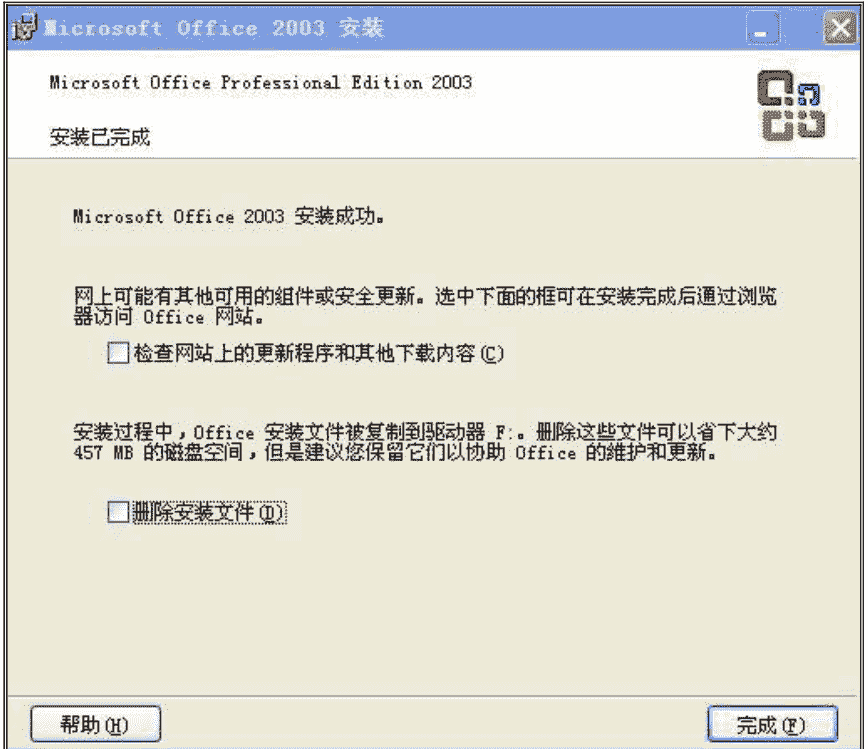 Microsoft Office 2003 安装
Microsoft Office Professional Edition 2003
安装已完成
Microsoft Office 2003 安装成功。
网上可能有其他可用的组件或安全更新。选中下面的框可在安装完成后通过浏览
器访问 Office 网站。
检查网站上的更新程序和其他下载内容(C)
安装过程中，Office 安装文件被复制到驱动器 F:。删除这些文件可以省下大约
457 MB 的磁盘空间，但是建议您保留它们以协助 Office 的维护和更新。
删除安装文件(D)
帮助(H)
完成(F)